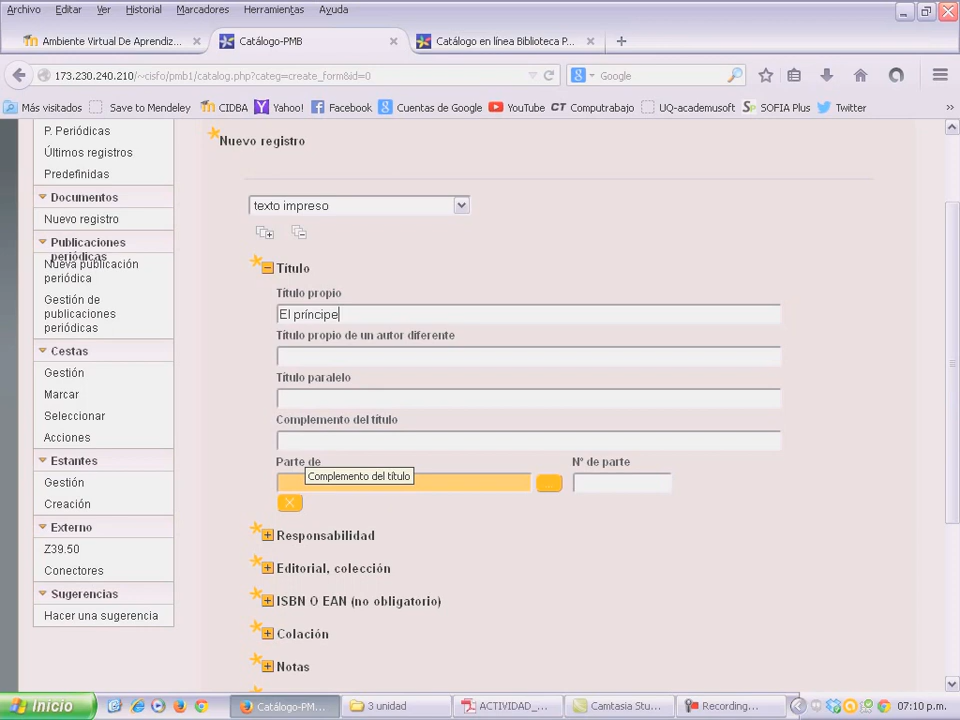 Archivo Editar Ver Historial Marcadores Herramientas Ayuda
Ambiente Virtual De Aprendiz... Catálogo-PMB Catálogo en línea Biblioteca P...
173.230.240.210/~cisfo/pmb1/catalog.php?categ=create_form&id=0 Google
Más visitados Save to Mendeley CIDBA Yahoo! Facebook Cuentas de Google YouTube CT Computrabajo UQ-academusoft SOFIA Plus Twitter »
P. Periódicas
Últimos registros
Predefinidas
Documentos
Nuevo registro
Publicaciones periódicas
Nueva publicación periódica
Gestión de publicaciones periódicas
Cestas
Gestión
Marcar
Seleccionar
Acciones
Estantes
Gestión
Creación
Externo
Z39.50
Conectores
Sugerencias
Hacer una sugerencia
Nuevo registro
texto impreso
Título
Título propio
El príncipe
Título propio de un autor diferente
Título paralelo
Complemento del título
Parte de Nº de parte
Complemento del título
Responsabilidad
Editorial, colección
ISBN O EAN (no obligatorio)
Colación
Notas
Inicio Catálogo-PM... 3 unidad ACTIVIDAD_... Camtasia Stu... Recording... 07:10 p.m.